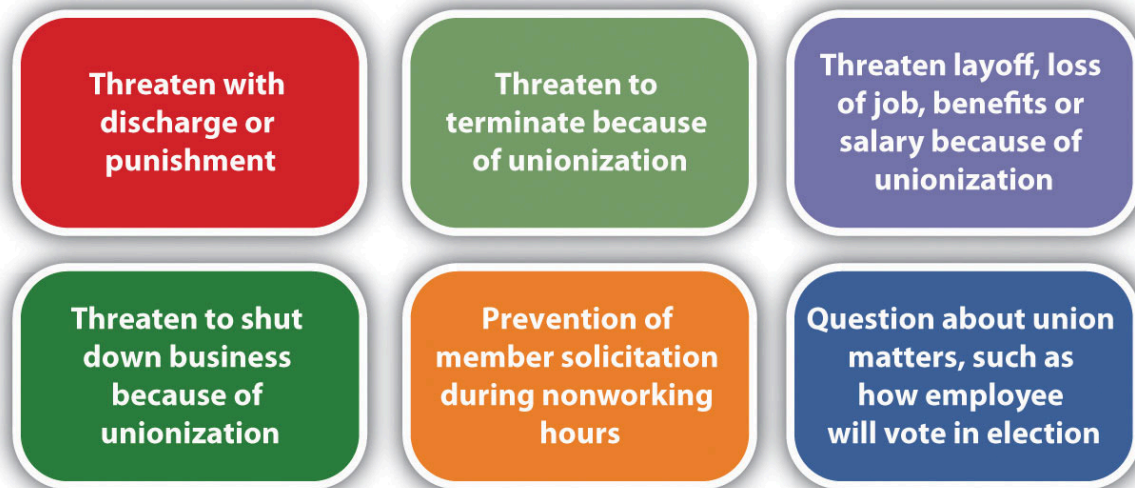 Threaten with
discharge or
punishment
Threaten to
terminate because
of unionization
Threaten layoff, loss
of job, benefits or
salary because of
unionization
Threaten to shut
down business
because of
unionization
Prevention of
member solicitation
during nonworking
hours
Question about union
matters, such as
how employee
will vote in election